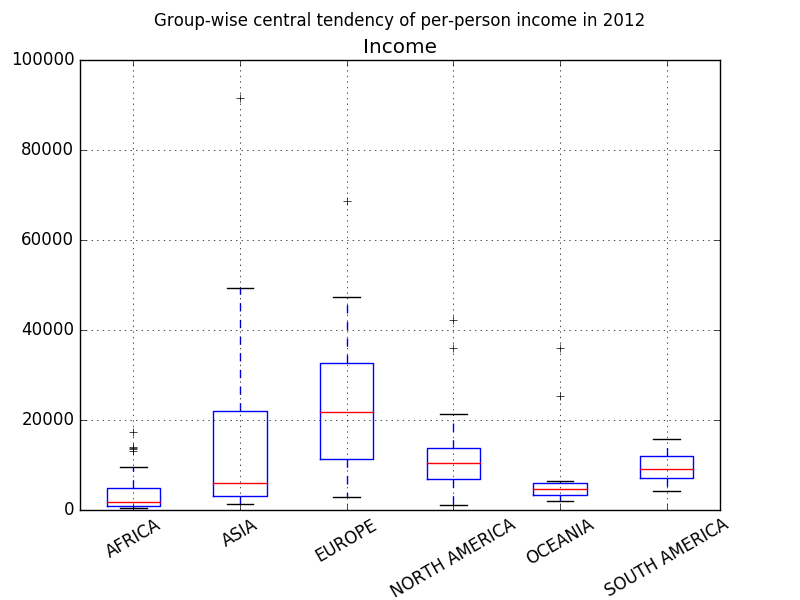 Group-wise central tendency of per-person income in 2012
Income
100000
80000
60000
40000
20000
0
AFRICA
ASIA
EUROPE
NORTH AMERICA
OCEANIA
SOUTH AMERICA